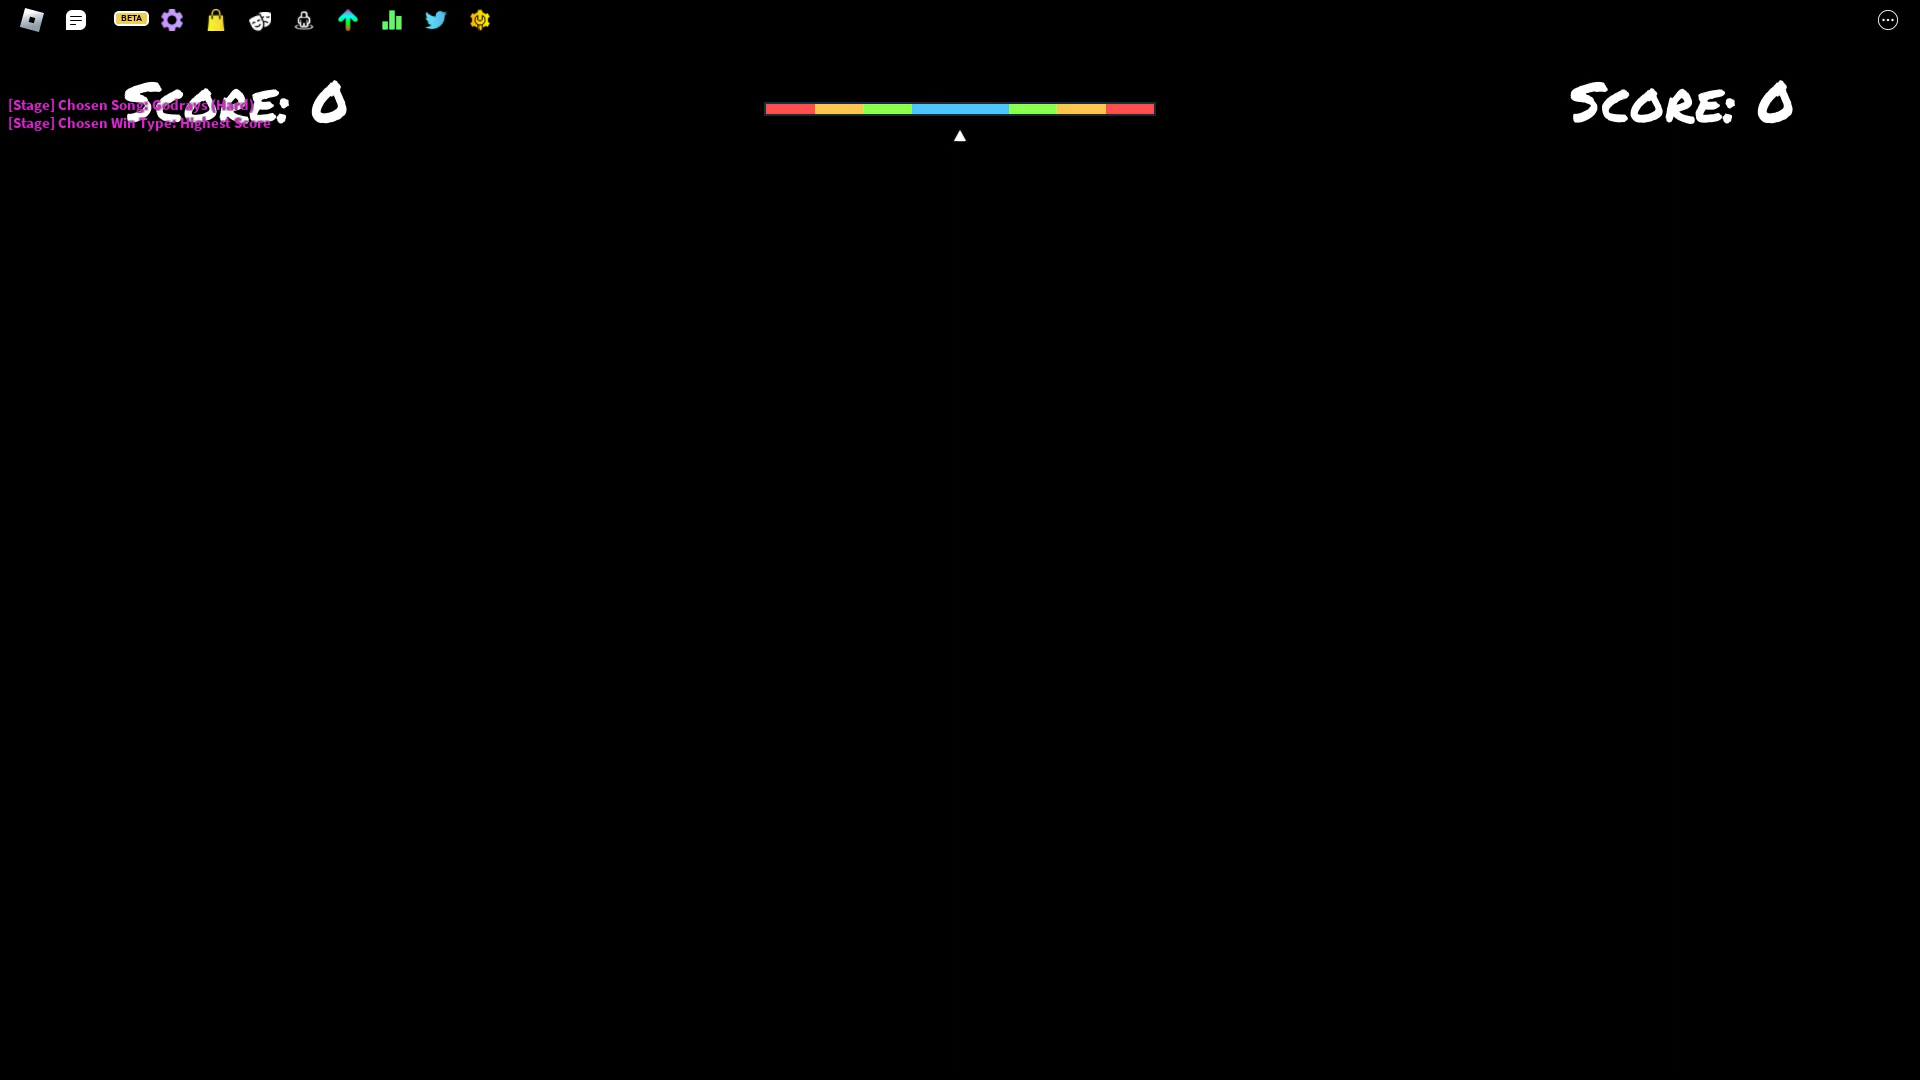 BETA
Score: 0
Score: 0
[Stage] Chosen Song: Godrays (Hard)
[Stage] Chosen Win Type: Highest Score